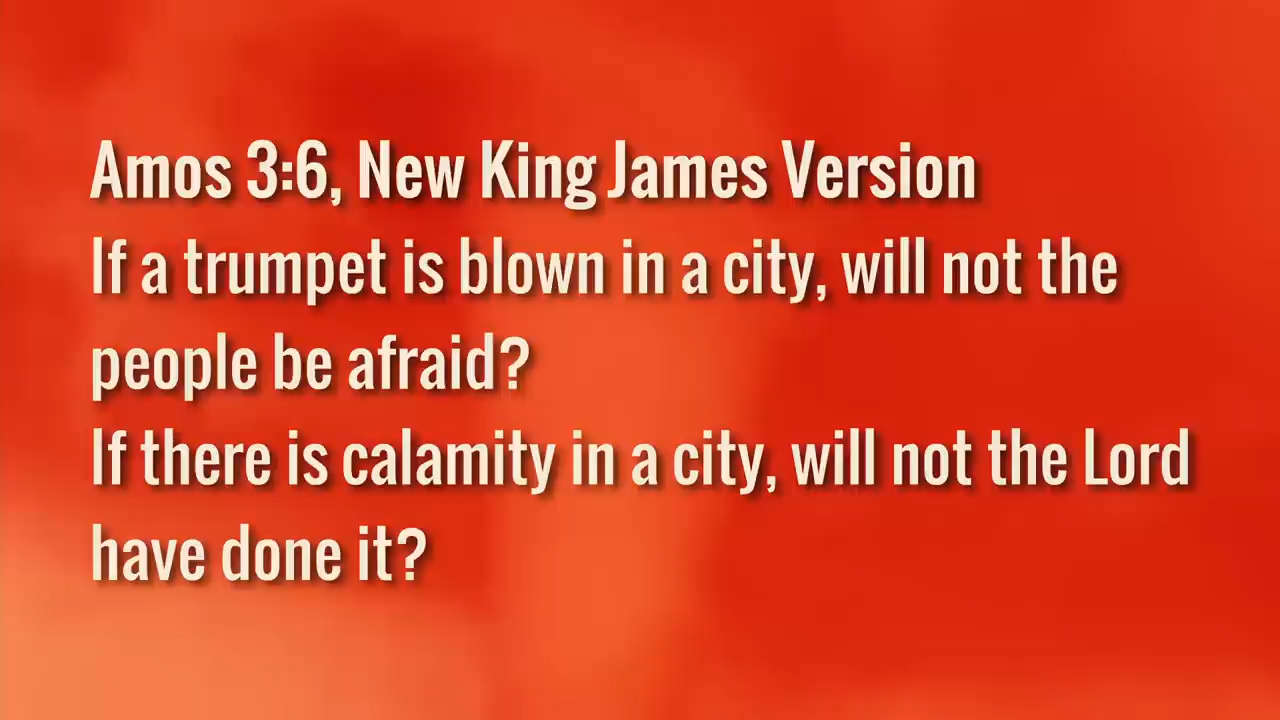 Amos 3:6, New King James Version
If a trumpet is blown in a city, will not the
people be afraid?
If there is calamity in a city, will not the Lord
have done it?